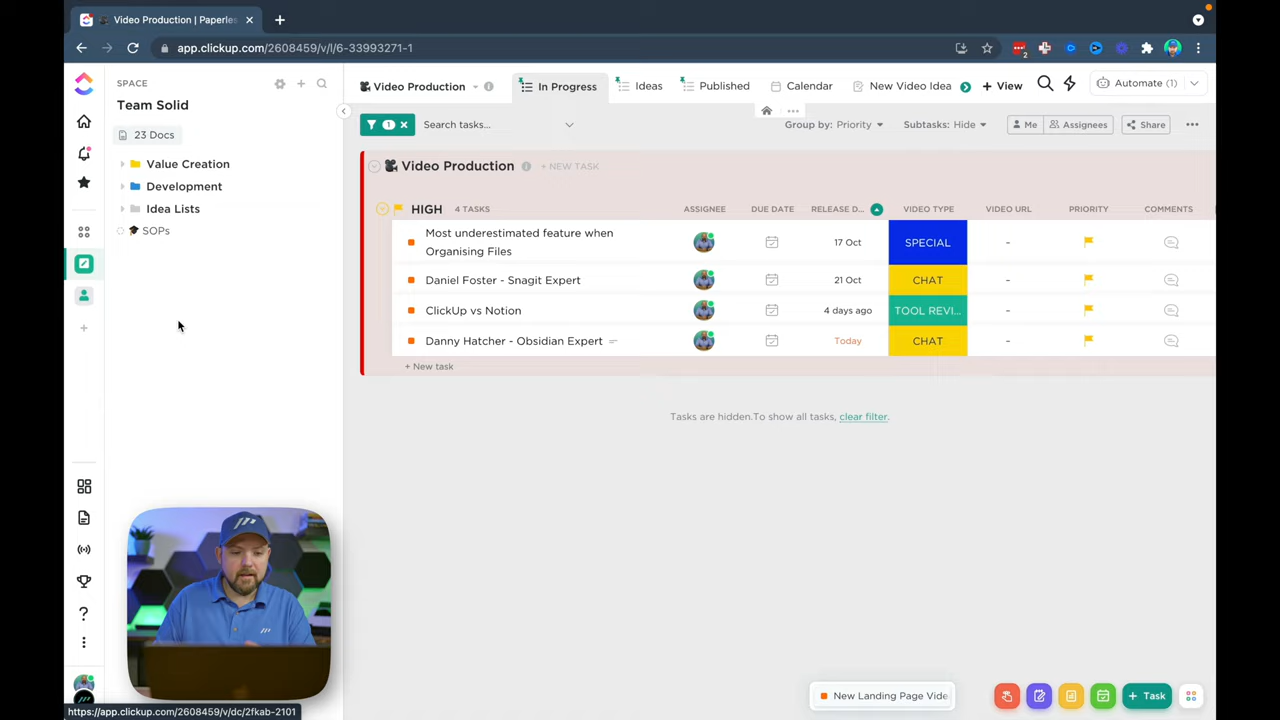 Video Production | Paperles
app.clickup.com/2608459/v/l/6-33993271-1
2
SPACE
Team Solid
23 Docs
Value Creation
Development
Idea Lists
SOPs
Video Production
In Progress
Ideas
Published
Calendar
New Video Idea
+ View
Automate (1)
1
Search tasks...
Group by: Priority
Subtasks: Hide
Me
Assignees
Share
Video Production
+ NEW TASK
HIGH 4 TASKS ASSIGNEE DUE DATE RELEASE D... VIDEO TYPE VIDEO URL PRIORITY COMMENTS
Most underestimated feature when
Organising Files
17 Oct SPECIAL -
Daniel Foster - Snagit Expert 21 Oct CHAT -
ClickUp vs Notion 4 days ago TOOL REVI... -
Danny Hatcher - Obsidian Expert Today CHAT -
+ New task
Tasks are hidden.To show all tasks, clear filter.
New Landing Page Vide
+ Task
https://app.clickup.com/2608459/v/dc/2fkab-2101